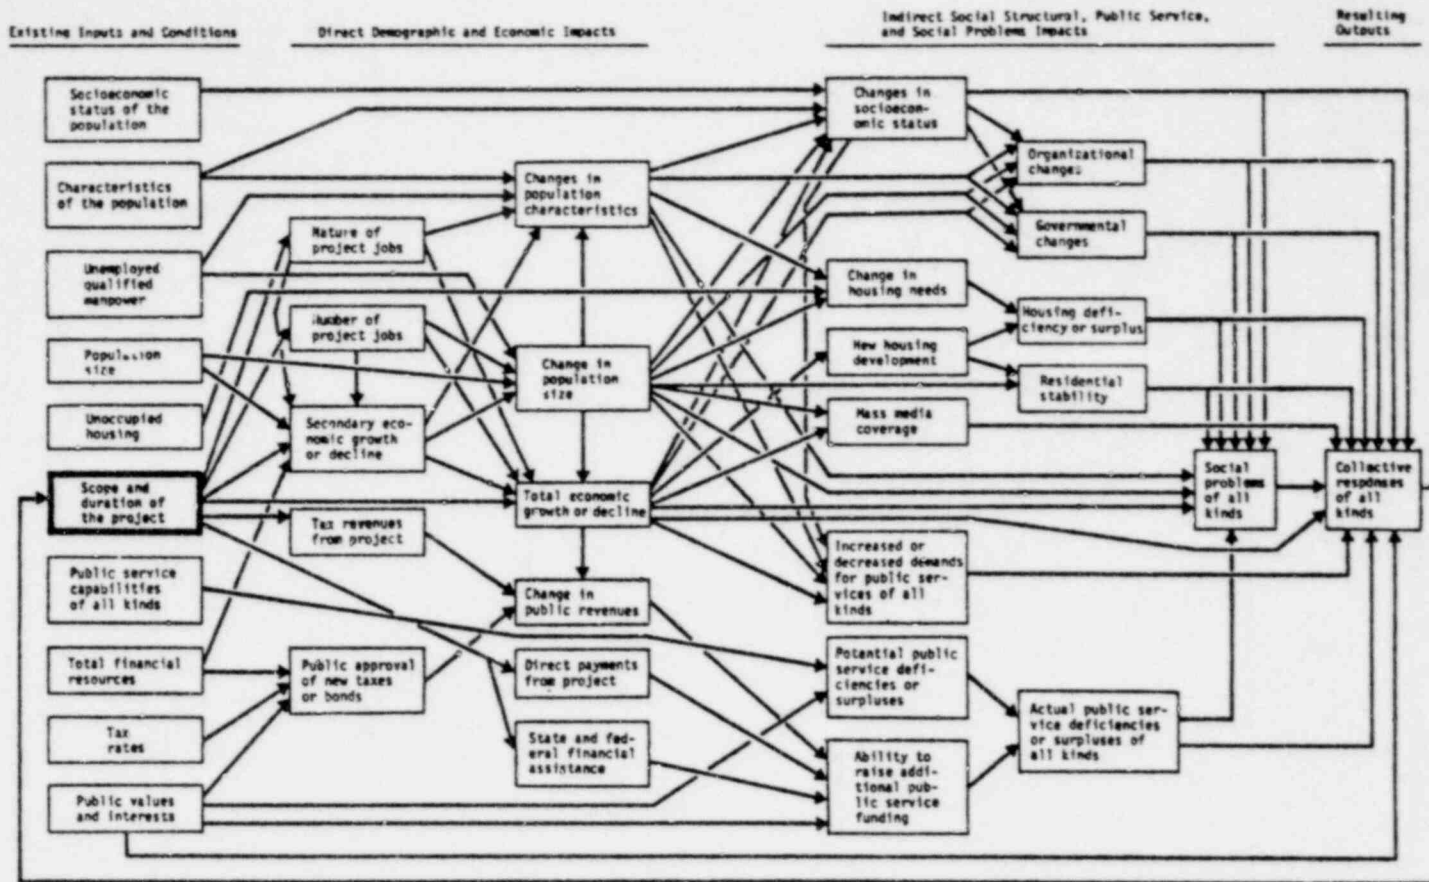 Existing Inputs and Conditions
Direct Demographic and Economic Impacts
Indirect Social Structural, Public Service,
and Social Problems Impacts
Resulting
Outputs
Socioeconomic
status of the
population
Characteristics
of the population
Unemployed
qualified
manpower
Population
size
Unoccupied
housing
Scope and
duration of
the project
Public service
capabilities
of all kinds
Total financial
resources
Tax
rates
Public values
and interests
Nature of
project jobs
Number of
project jobs
Secondary eco-
nomic growth
or decline
Tax revenues
from project
Public approval
of new taxes
or bonds
Changes in
population
characteristics
Change in
population
size
Total economic
growth or decline
Change in
public revenues
Direct payments
from project
State and fed-
eral financial
assistance
Changes in
socioecon-
omic status
Change in
housing needs
New housing
development
Mass media
coverage
Increased or
decreased demands
for public ser-
vices of all
kinds
Potential public
service defi-
ciencies or
surpluses
Ability to
raise addi-
tional pub-
lic service
funding
Organizational
changes
Governmental
changes
Housing defi-
ciency or surplus
Residential
stability
Actual public ser-
vice deficiencies
or surpluses of
all kinds
Social
problems
of all
kinds
Collective
responses
of all
kinds